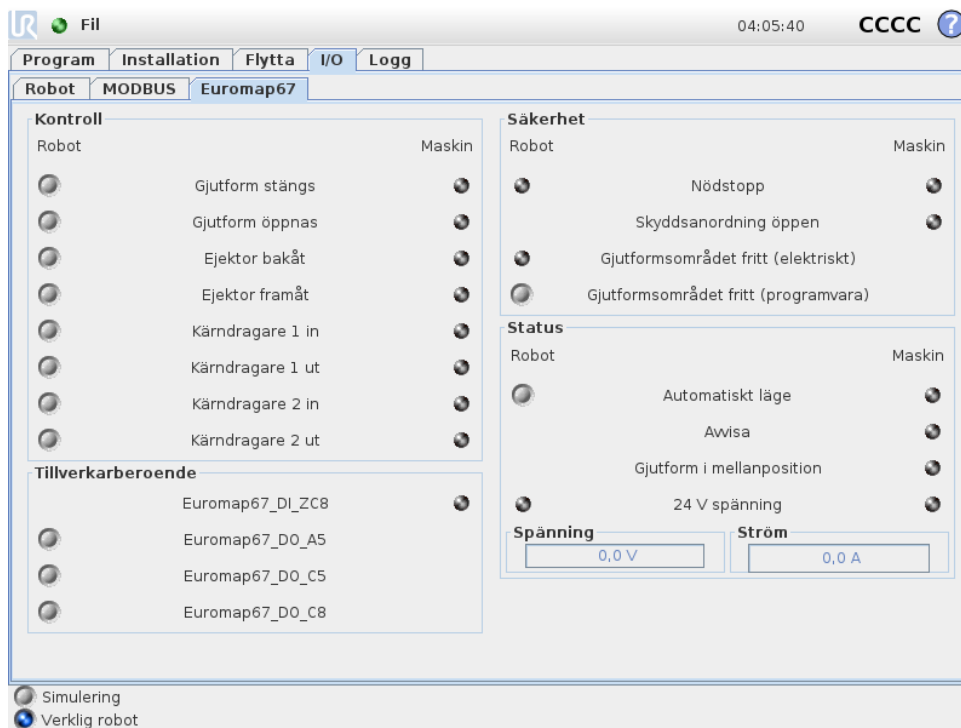 UR Fil 04:05:40 CCCC ?
Program Installation Flytta I/O Logg
Robot MODBUS Euromap67
Kontroll
Robot Maskin
Gjutform stängs
Gjutform öppnas
Ejektor bakåt
Ejektor framåt
Kärndragare 1 in
Kärndragare 1 ut
Kärndragare 2 in
Kärndragare 2 ut
Tillverkarberoende
Euromap67_DI_ZC8
Euromap67_DO_A5
Euromap67_DO_C5
Euromap67_DO_C8
Säkerhet
Robot Maskin
Nödstopp
Skyddsanordning öppen
Gjutformsområdet fritt (elektriskt)
Gjutformsområdet fritt (programvara)
Status
Robot Maskin
Automatiskt läge
Avvisa
Gjutform i mellanposition
24 V spänning
Spänning Ström
0,0 V 0,0 A
Simulering
Verklig robot